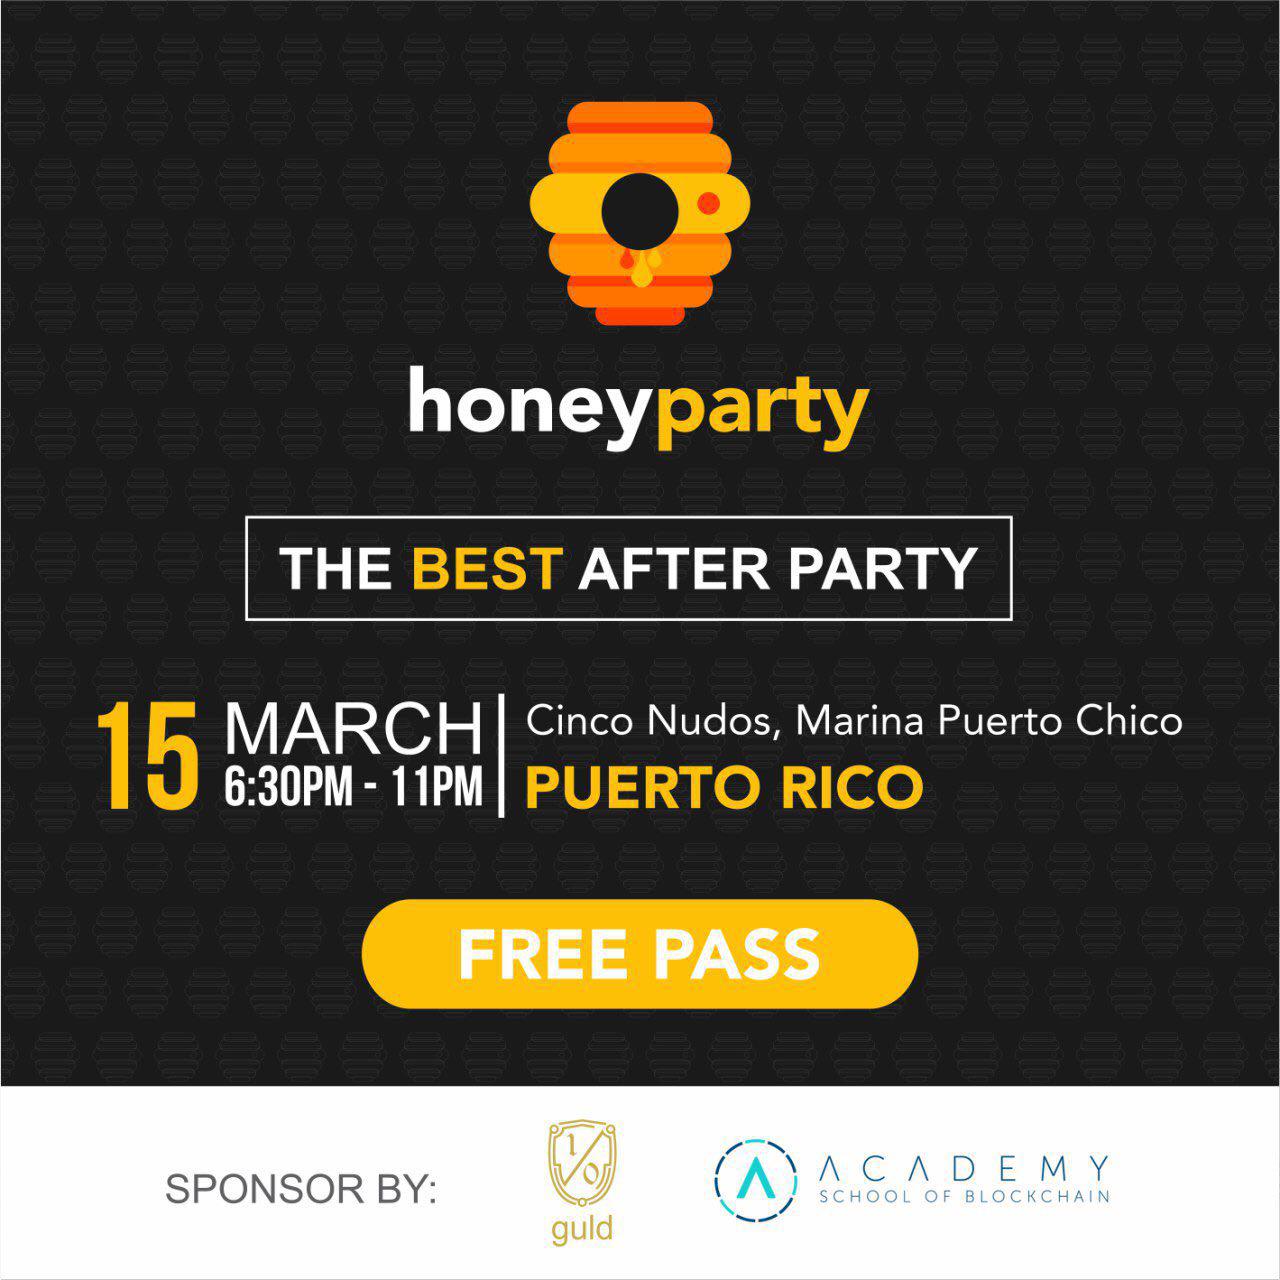 honeyparty
THE BEST AFTER PARTY
15 MARCH
6:30PM - 11PM
Cinco Nudos, Marina Puerto Chico
PUERTO RICO
FREE PASS
SPONSOR BY:
1/0
guld
ACADEMY
SCHOOL OF BLOCKCHAIN